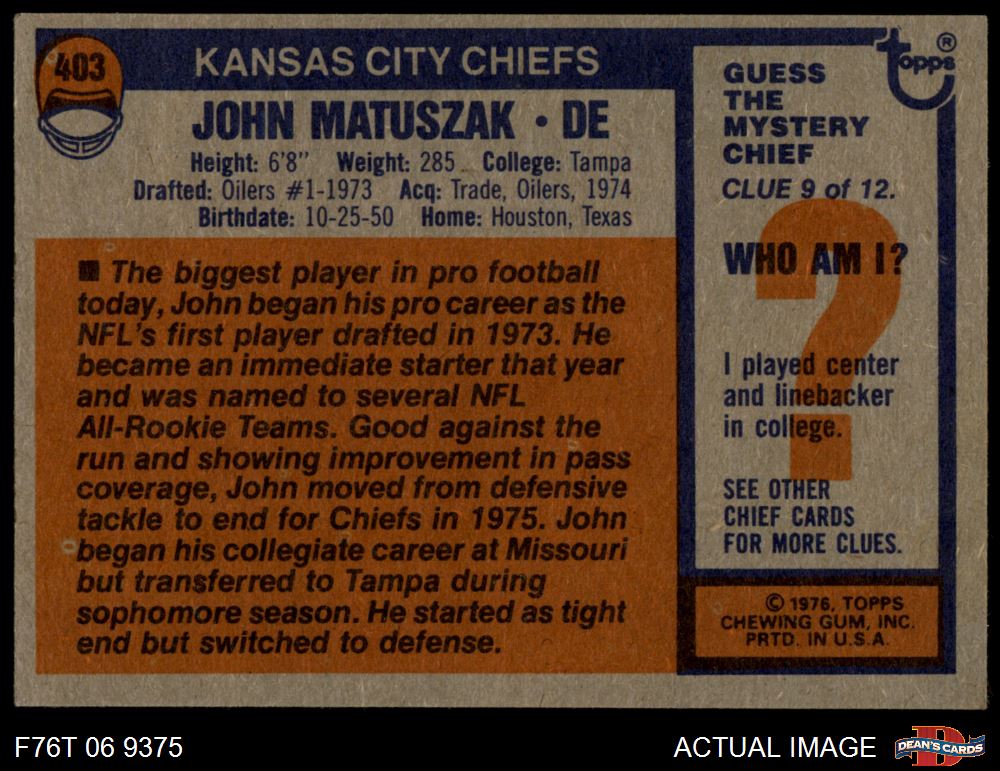 403
KANSAS CITY CHIEFS
JOHN MATUSZAK • DE
Height: 6'8" Weight: 285 College: Tampa
Drafted: Oilers #1-1973 Acq: Trade, Oilers, 1974
Birthdate: 10-25-50 Home: Houston, Texas
■ The biggest player in pro football
today, John began his pro career as the
NFL's first player drafted in 1973. He
became an immediate starter that year
and was named to several NFL
All-Rookie Teams. Good against the
run and showing improvement in pass
coverage, John moved from defensive
tackle to end for Chiefs in 1975. John
began his collegiate career at Missouri
but transferred to Tampa during
sophomore season. He started as tight
end but switched to defense.
topps®
GUESS
THE
MYSTERY
CHIEF
CLUE 9 of 12.
?
WHO AM I?
I played center
and linebacker
in college.
SEE OTHER
CHIEF CARDS
FOR MORE CLUES.
© 1976, TOPPS
CHEWING GUM, INC.
PRTD. IN U.S.A.
F76T 06 9375
ACTUAL IMAGE
D
DEAN'S CARDS